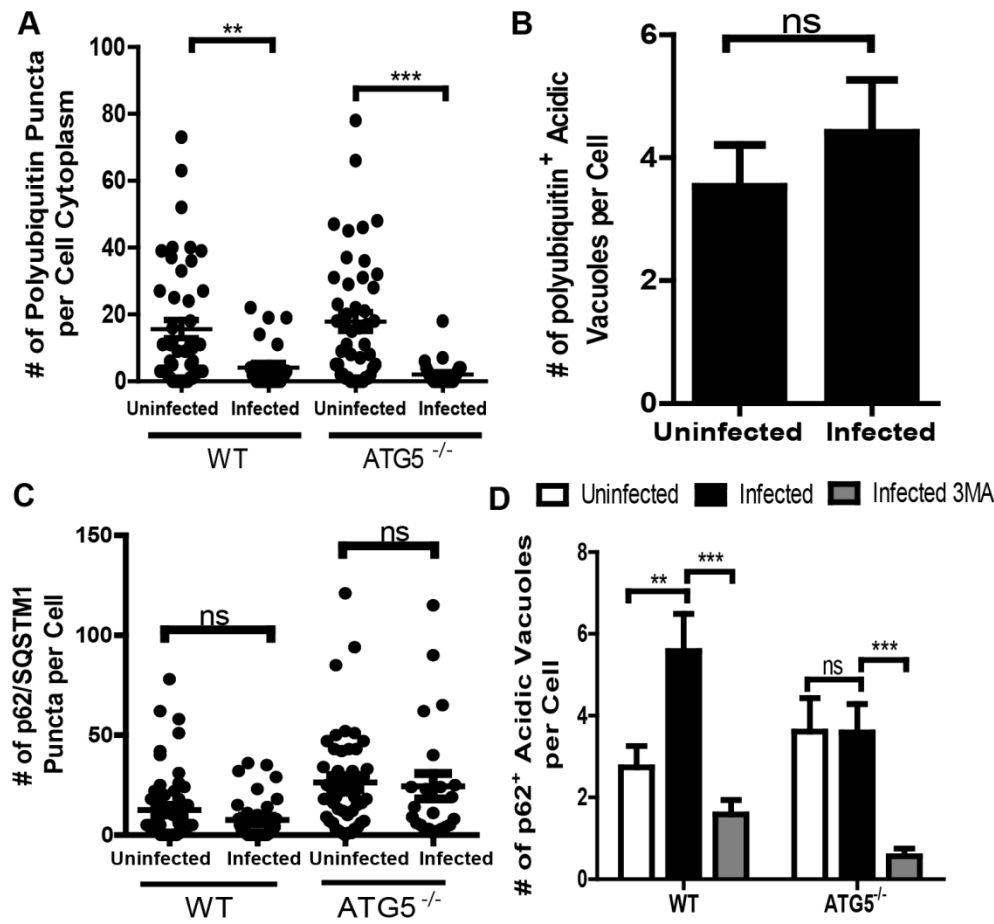 A
# of Polyubiquitin Puncta
per Cell Cytoplasm
100
80
60
40
20
0
**
***
Uninfected Infected Uninfected Infected
WT ATG5 -/-
B
# of polyubiquitin+ Acidic
Vacuoles per Cell
6
4
2
0
ns
Uninfected Infected
C
# of p62/SQSTM1
Puncta per Cell
150
100
50
0
ns
ns
Uninfected Infected Uninfected Infected
WT ATG5 -/-
D
Uninfected Infected Infected 3MA
# of p62+ Acidic Vacuoles
per Cell
8
6
4
2
0
** ***
ns ***
WT ATG5-/-